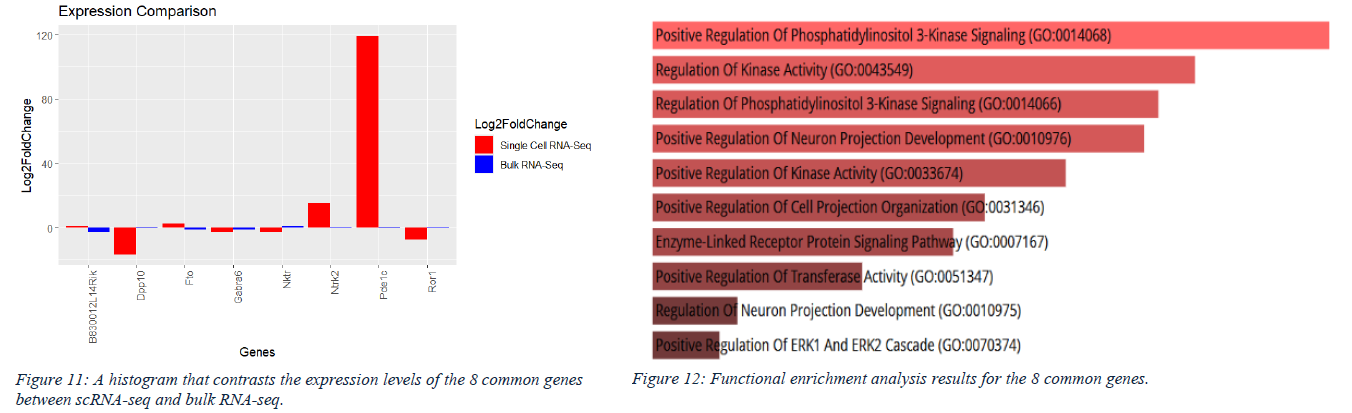 Expression Comparison
120
80
40
0
Log2FoldChange
B830012L14Rik
Dpp10
Fto
Gabra6
Nktr
Ntrk2
Pde1c
Ror1
Genes
Log2FoldChange
Single Cell RNA-Seq
Bulk RNA-Seq
Figure 11: A histogram that contrasts the expression levels of the 8 common genes
between scRNA-seq and bulk RNA-seq.
Positive Regulation Of Phosphatidylinositol 3-Kinase Signaling (GO:0014068)
Regulation Of Kinase Activity (GO:0043549)
Regulation Of Phosphatidylinositol 3-Kinase Signaling (GO:0014066)
Positive Regulation Of Neuron Projection Development (GO:0010976)
Positive Regulation Of Kinase Activity (GO:0033674)
Positive Regulation Of Cell Projection Organization (GO:0031346)
Enzyme-Linked Receptor Protein Signaling Pathway (GO:0007167)
Positive Regulation Of Transferase Activity (GO:0051347)
Regulation Of Neuron Projection Development (GO:0010975)
Positive Regulation Of ERK1 And ERK2 Cascade (GO:0070374)
Figure 12: Functional enrichment analysis results for the 8 common genes.